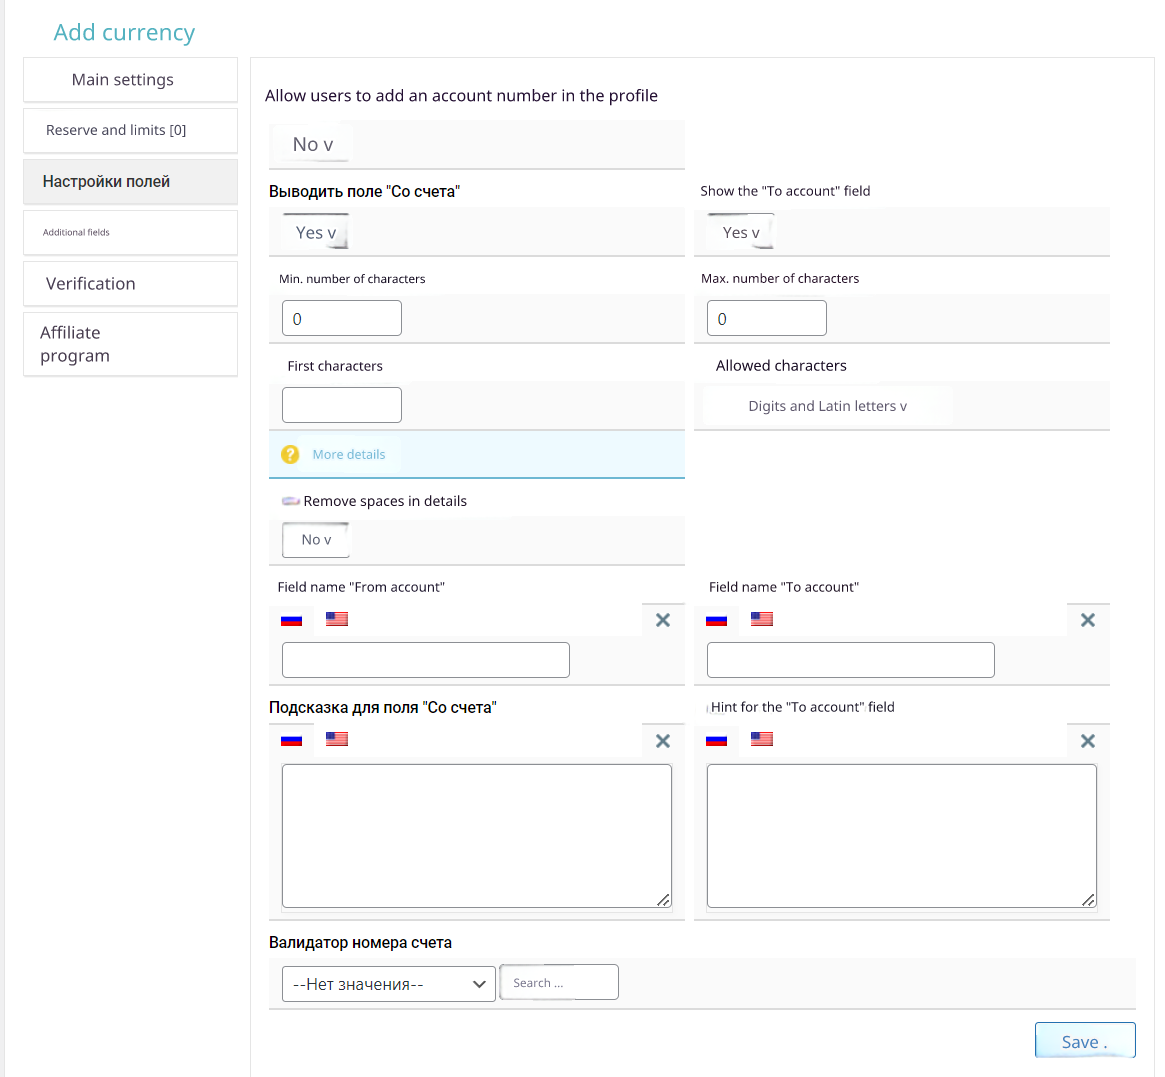 Add currency
Main settings
Reserve and limits [0]
Настройки полей
Additional fields
Verification
Affiliate
program
Allow users to add an account number in the profile
No v
Выводить поле "Со счета"
Show the "To account" field
Yes v
Yes v
Min. number of characters
Max. number of characters
0
0
First characters
Allowed characters
Digits and Latin letters v
? More details
Remove spaces in details
No v
Field name "From account"
Field name "To account"
Подсказка для поля "Со счета"
Hint for the "To account" field
Валидатор номера счета
--Нет значения--
Search ...
Save .